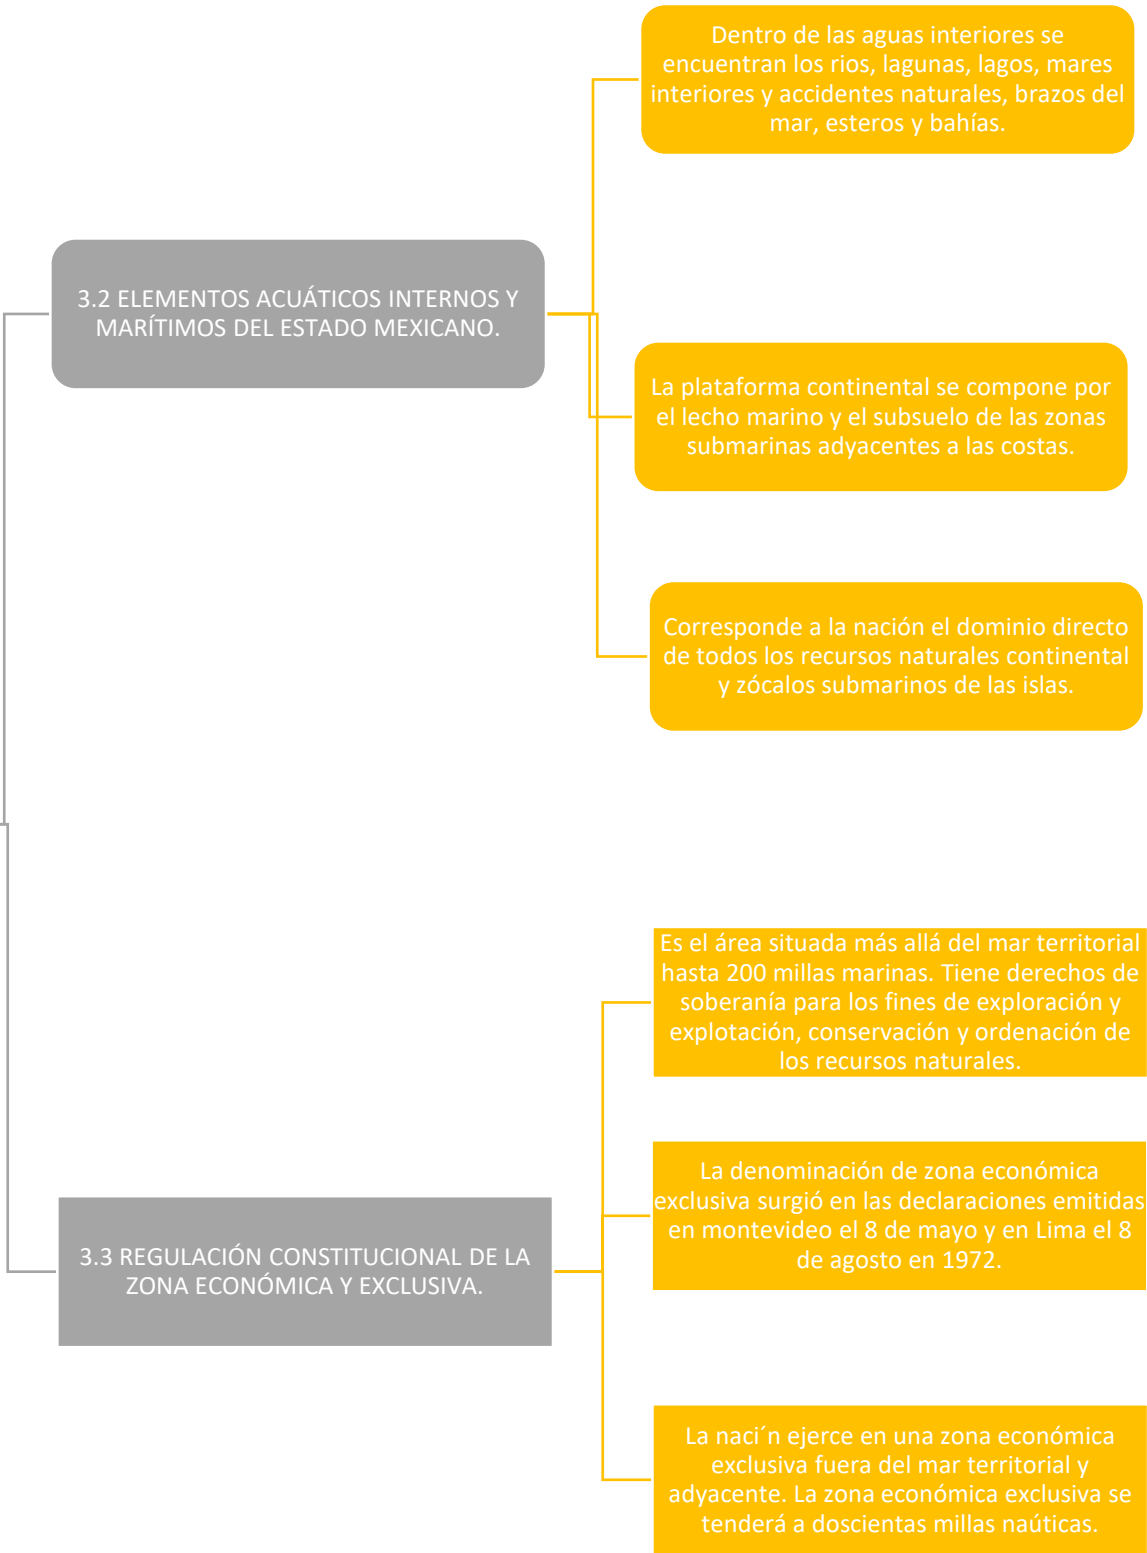 3.2 ELEMENTOS ACUÁTICOS INTERNOS Y
MARÍTIMOS DEL ESTADO MEXICANO.
Dentro de las aguas interiores se
encuentran los rios, lagunas, lagos, mares
interiores y accidentes naturales, brazos del
mar, esteros y bahías.
La plataforma continental se compone por
el lecho marino y el subsuelo de las zonas
submarinas adyacentes a las costas.
Corresponde a la nación el dominio directo
de todos los recursos naturales continental
y zócalos submarinos de las islas.
3.3 REGULACIÓN CONSTITUCIONAL DE LA
ZONA ECONÓMICA Y EXCLUSIVA.
Es el área situada más allá del mar territorial
hasta 200 millas marinas. Tiene derechos de
soberanía para los fines de exploración y
explotación, conservación y ordenación de
los recursos naturales.
La denominación de zona económica
exclusiva surgió en las declaraciones emitidas
en montevideo el 8 de mayo y en Lima el 8
de agosto en 1972.
La naci´n ejerce en una zona económica
exclusiva fuera del mar territorial y
adyacente. La zona económica exclusiva se
tenderá a doscientas millas naúticas.